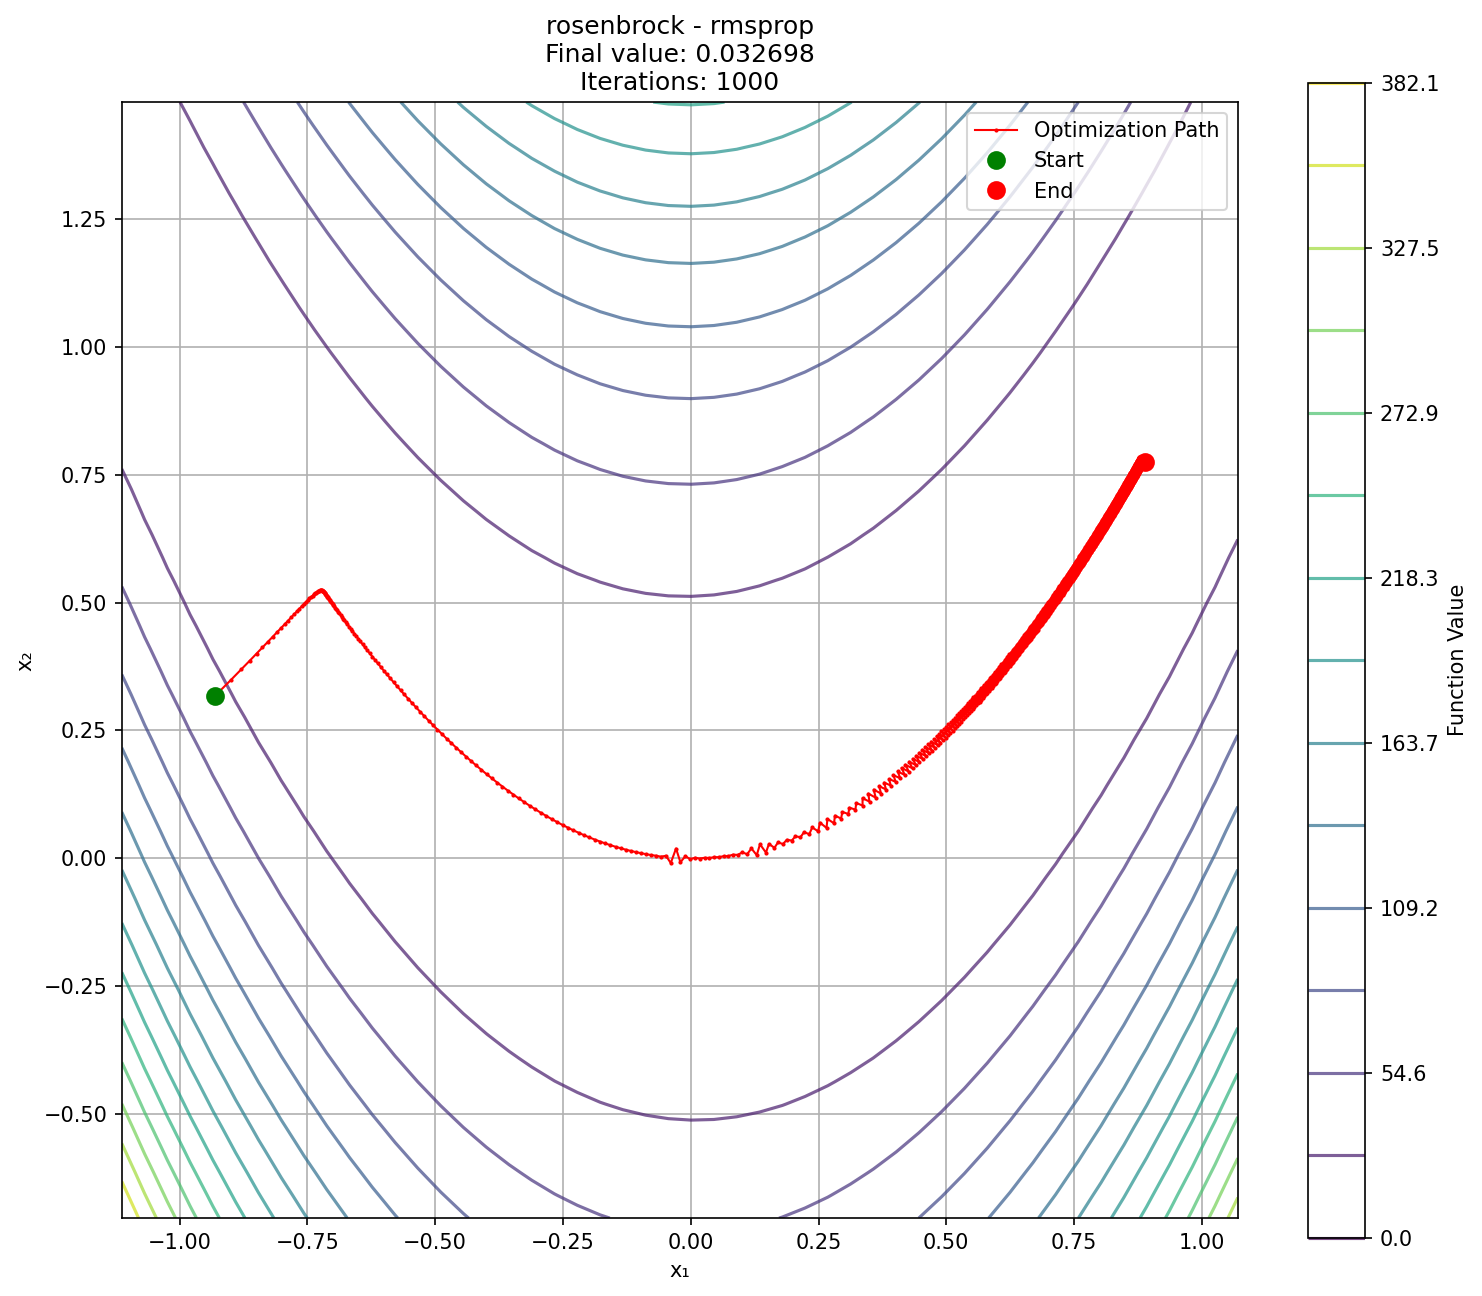 rosenbrock - rmsprop
Final value: 0.032698
Iterations: 1000
Optimization Path
Start
End
1.25
1.00
0.75
0.50
0.25
0.00
−0.25
−0.50
x₂
−1.00
−0.75
−0.50
−0.25
0.00
0.25
0.50
0.75
1.00
x₁
382.1
327.5
272.9
218.3
163.7
109.2
54.6
0.0
Function Value